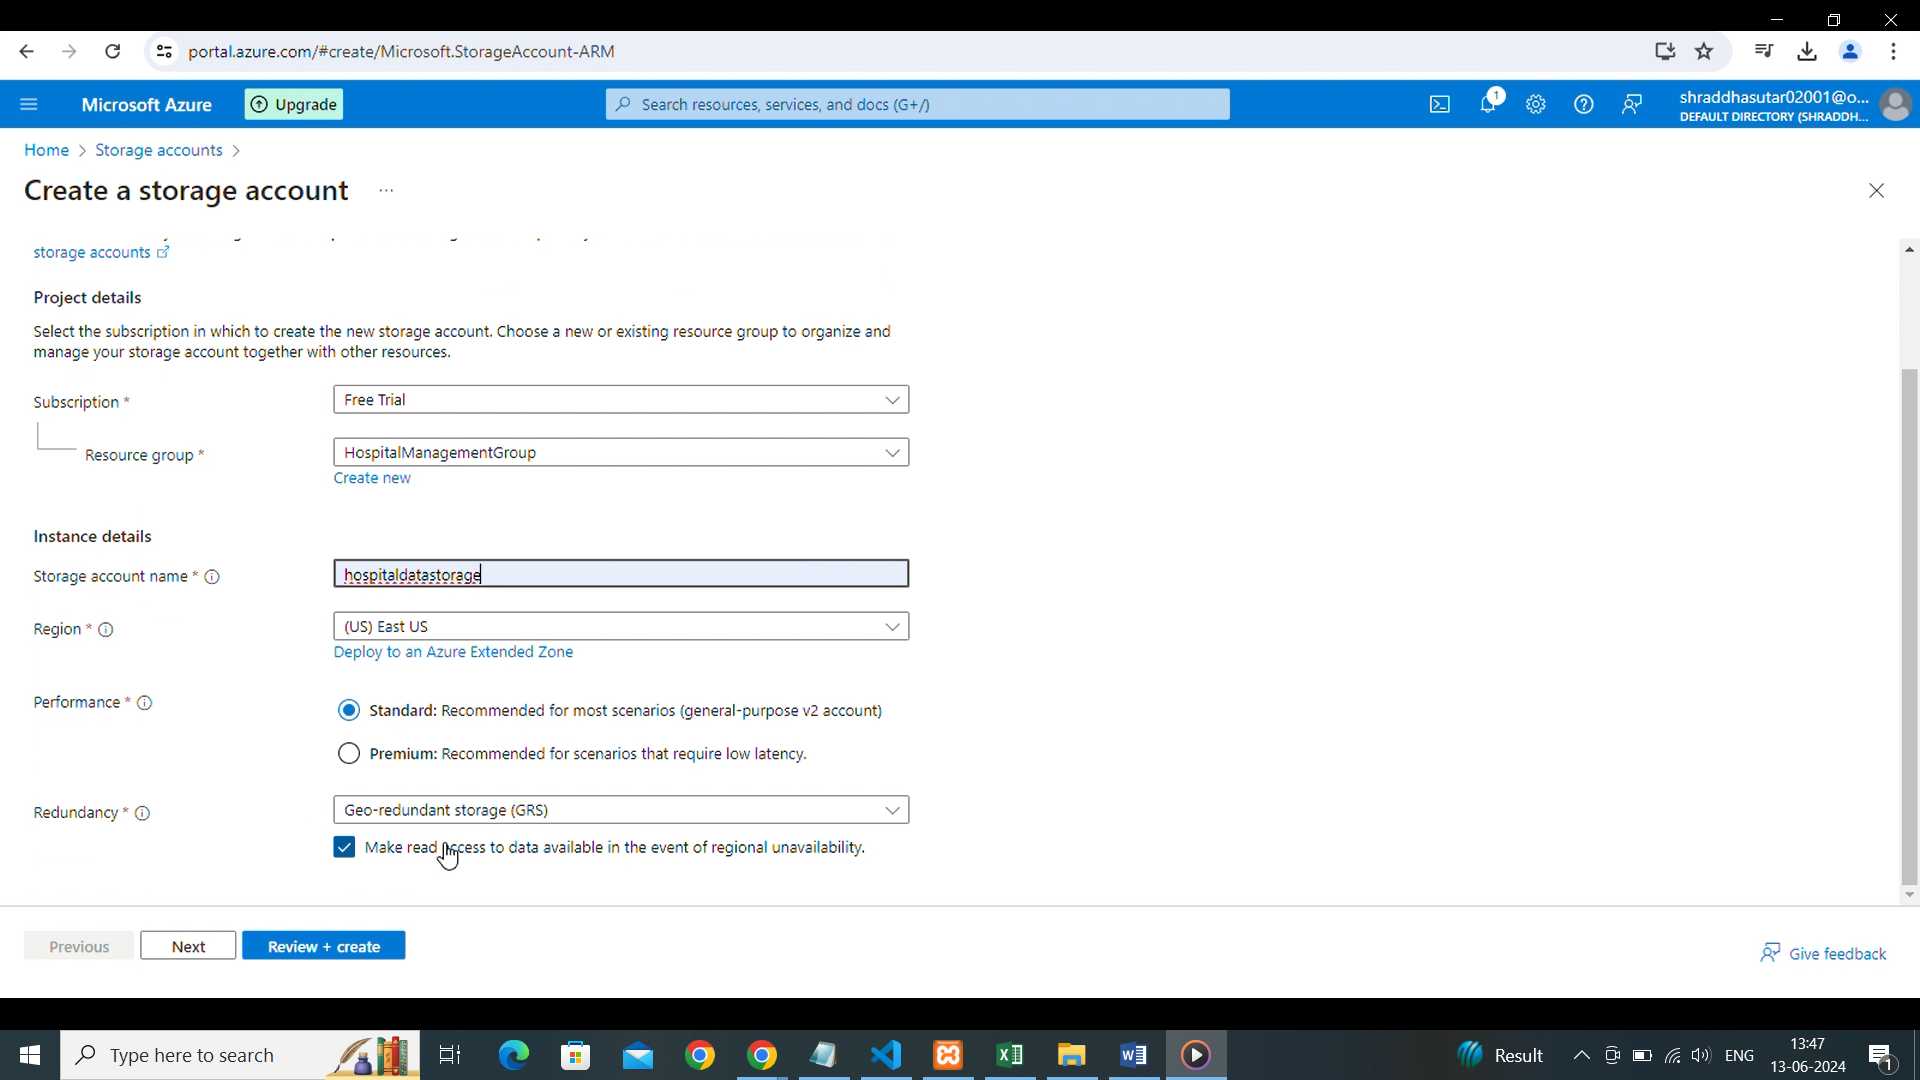 portal.azure.com/#create/Microsoft.StorageAccount-ARM
Microsoft Azure
Upgrade
Search resources, services, and docs (G+/)
1
shraddhasutar02001@o...
DEFAULT DIRECTORY (SHRADDH...
Home > Storage accounts >
Create a storage account ...
storage accounts
Project details
Select the subscription in which to create the new storage account. Choose a new or existing resource group to organize and
manage your storage account together with other resources.
Subscription *
Free Trial
Resource group *
HospitalManagementGroup
Create new
Instance details
Storage account name *
hospitaldatastorage
Region *
(US) East US
Deploy to an Azure Extended Zone
Performance *
Standard: Recommended for most scenarios (general-purpose v2 account)
Premium: Recommended for scenarios that require low latency.
Redundancy *
Geo-redundant storage (GRS)
Make read access to data available in the event of regional unavailability.
Previous
Next
Review + create
Give feedback
Type here to search
Result
ENG
13:47
13-06-2024
1